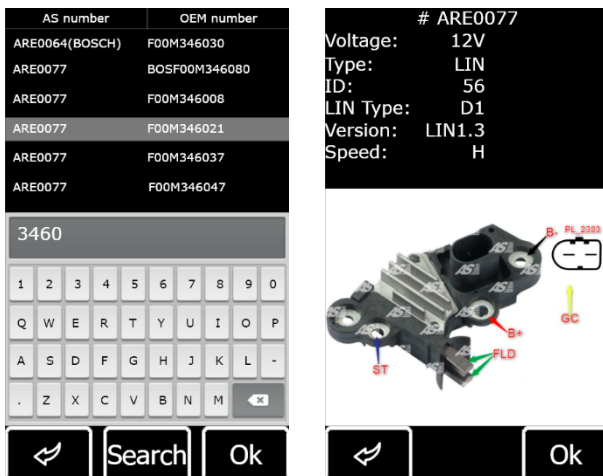 AS number OEM number
ARE0064(BOSCH) F00M346030
ARE0077 BOSF00M346080
ARE0077 F00M346008
ARE0077 F00M346021
ARE0077 F00M346037
ARE0077 F00M346047
3460
1 2 3 4 5 6 7 8 9 0
Q W E R T Y U I O P
A S D F G H J K L -
. Z X C V B N M
Search Ok
# ARE0077
Voltage: 12V
Type: LIN
ID: 56
LIN Type: D1
Version: LIN1.3
Speed: H
B- PL_2303
GC
B+
FLD
ST
Ok